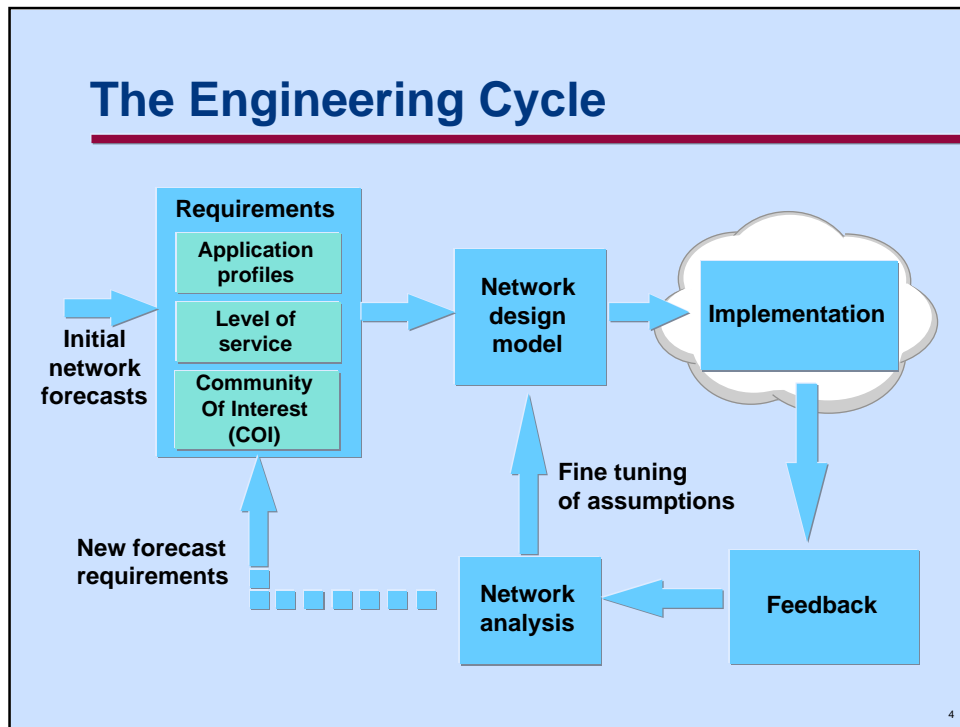 The Engineering Cycle
Requirements
Application
profiles
Level of
service
Community
Of Interest
(COI)
Initial
network
forecasts
Network
design
model
Implementation
Fine tuning
of assumptions
New forecast
requirements
Network
analysis
Feedback
4